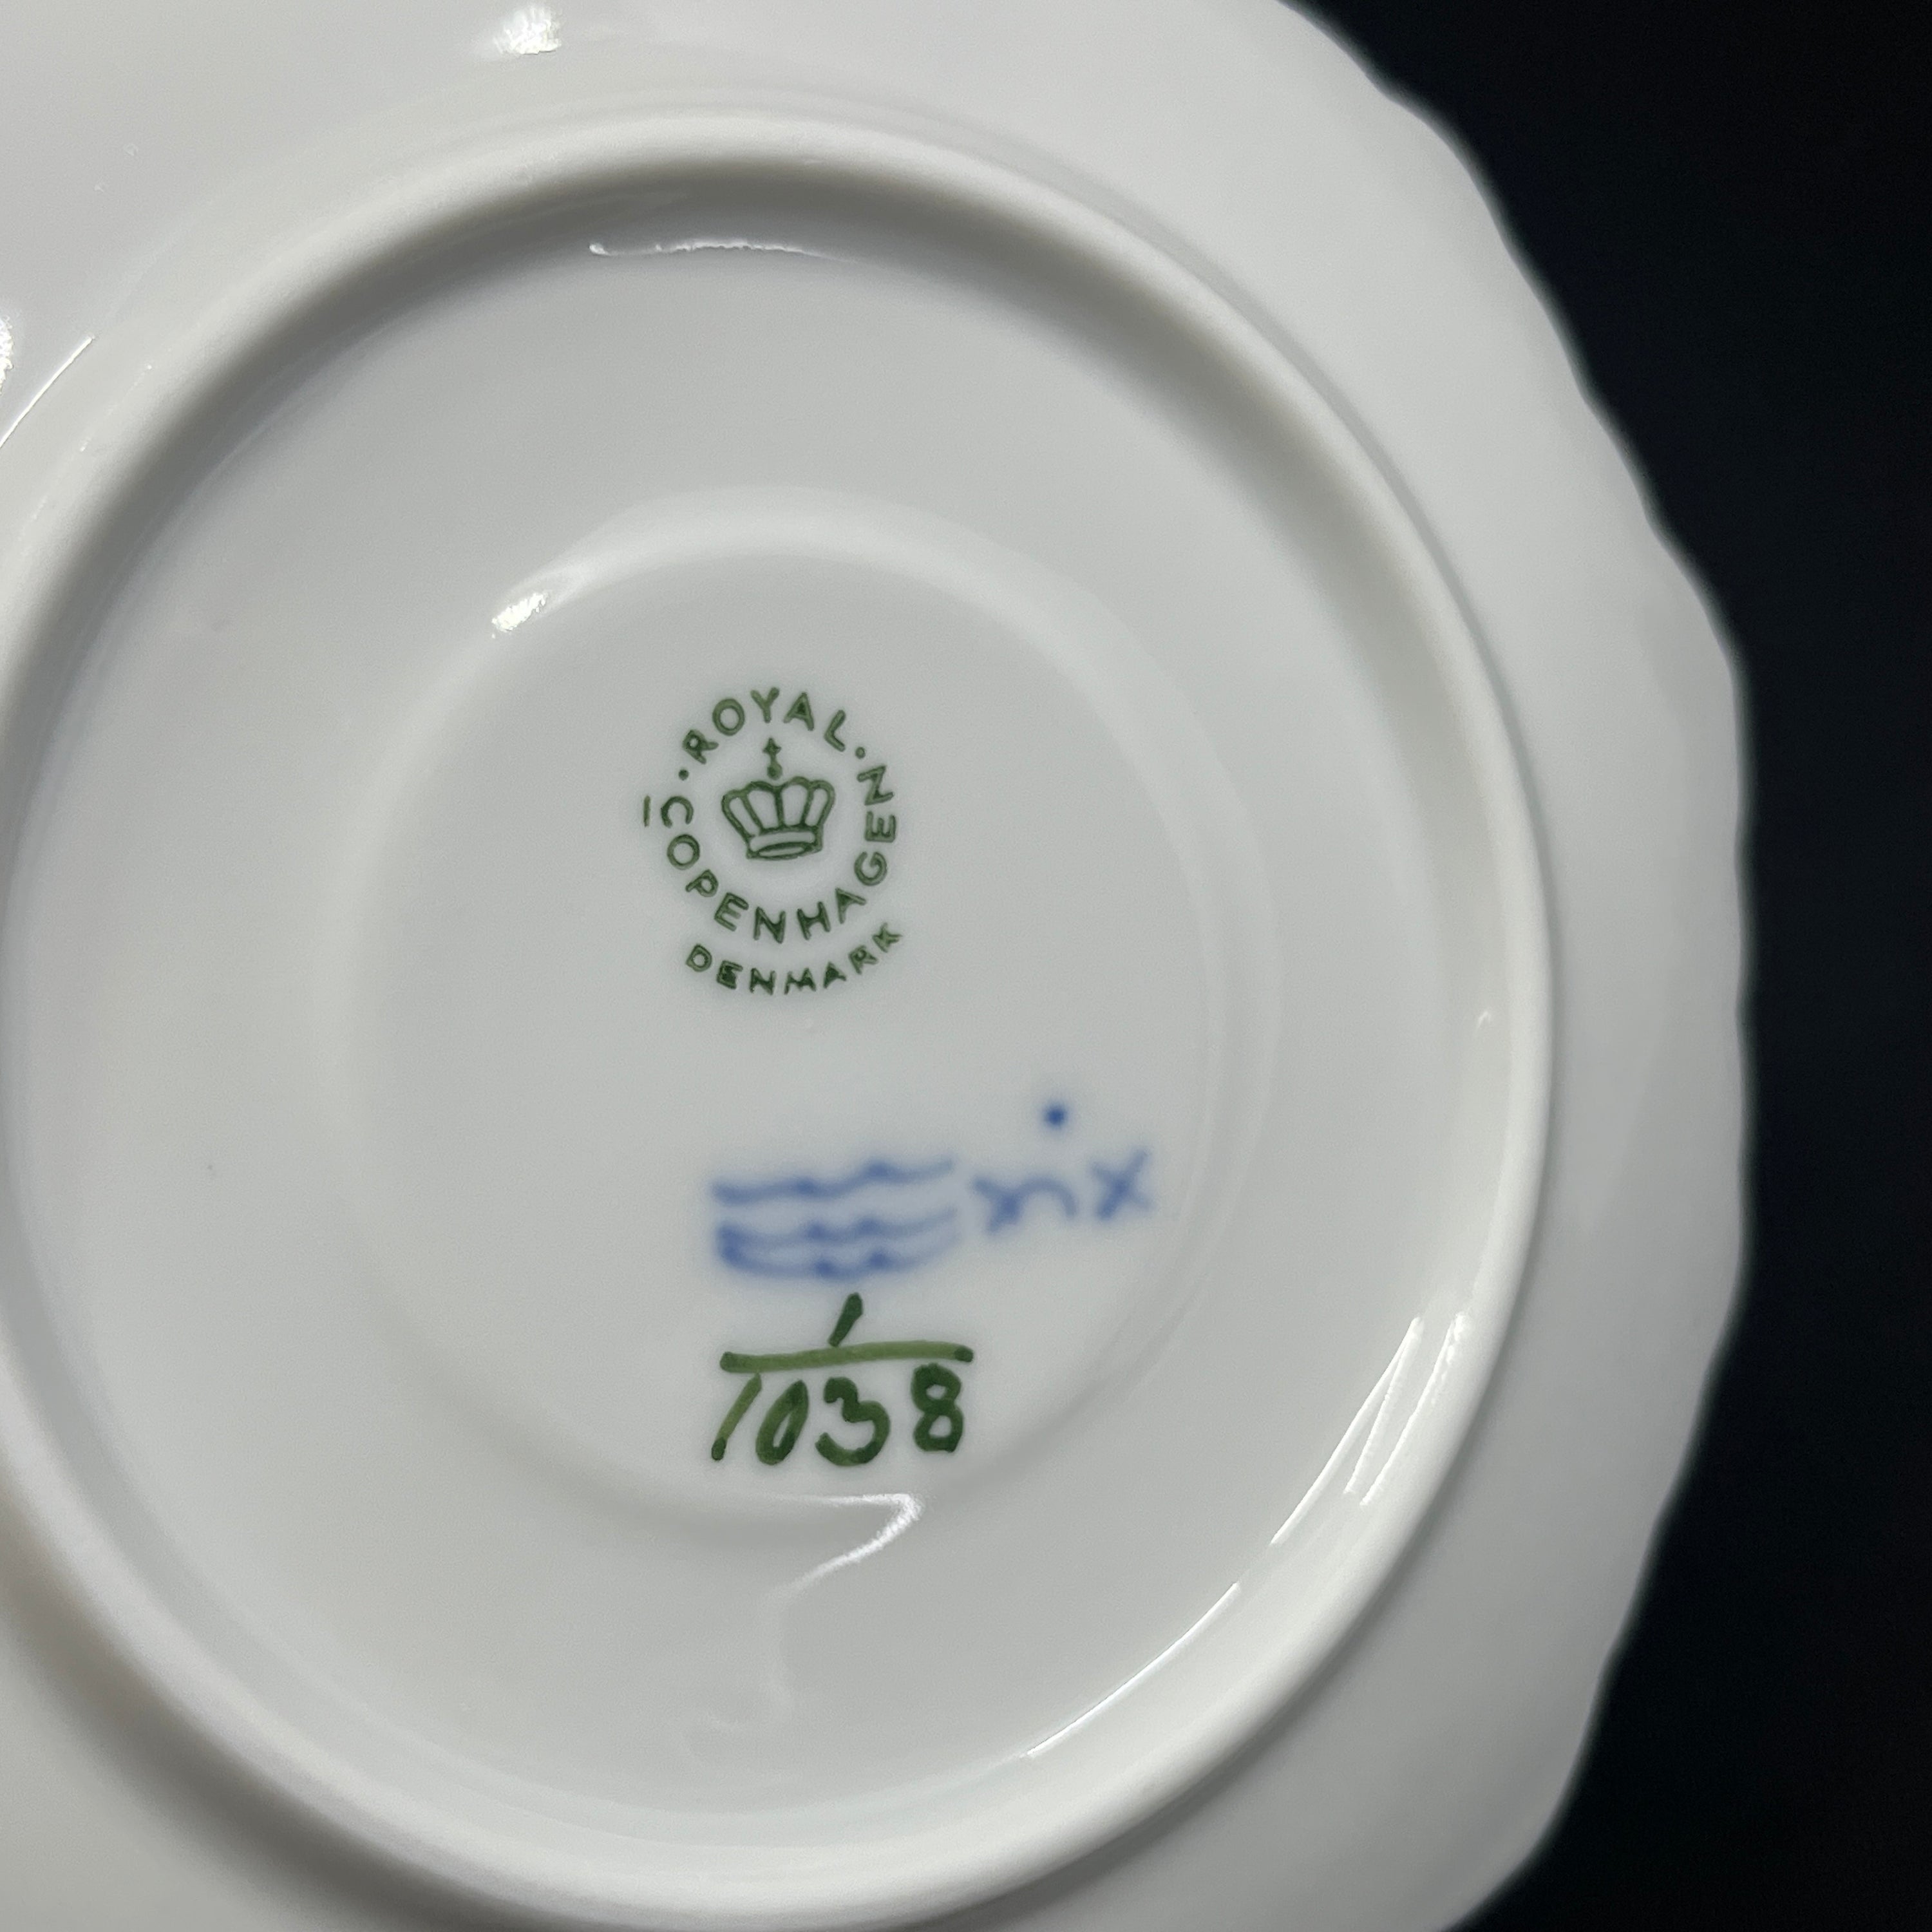 ROYAL
COPENHAGEN
DENMARK
1
1038